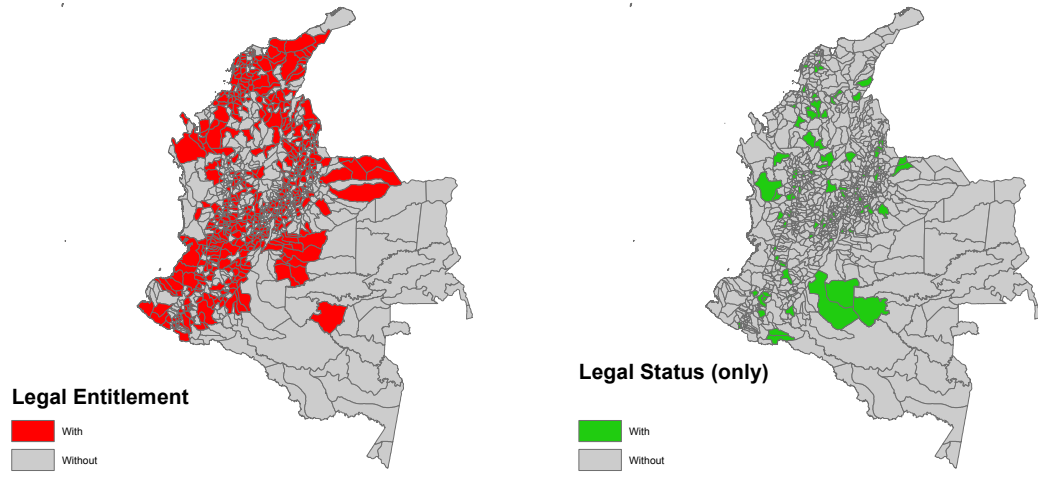 Legal Entitlement
With
Without
Legal Status (only)
With
Without